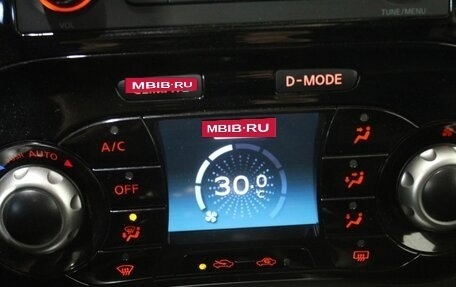 VOL
TUNE/MENU
MBIB.RU
D-MODE
MBIB.RU
A/C
AUTO
OFF
30.0
°C